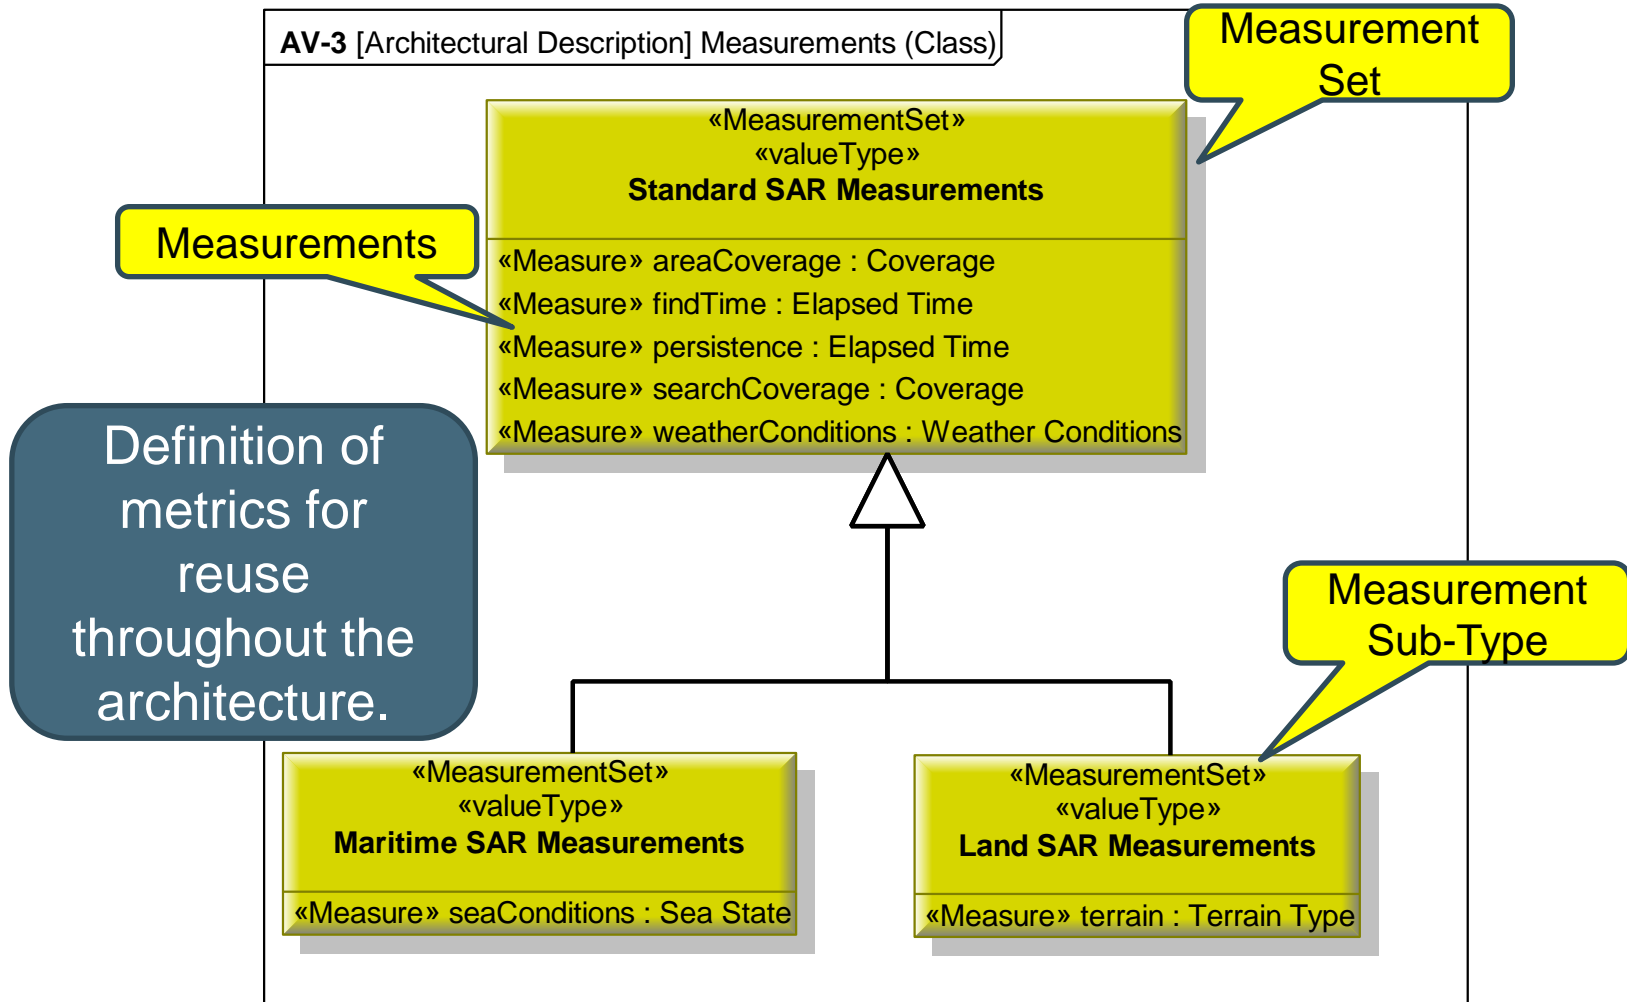 AV-3 [Architectural Description] Measurements (Class)
Measurement
Set
«MeasurementSet»
«valueType»
Standard SAR Measurements
Measurements
«Measure» areaCoverage : Coverage
«Measure» findTime : Elapsed Time
«Measure» persistence : Elapsed Time
«Measure» searchCoverage : Coverage
«Measure» weatherConditions : Weather Conditions
Definition of
metrics for
reuse
throughout the
architecture.
Measurement
Sub-Type
«MeasurementSet»
«valueType»
Maritime SAR Measurements
«Measure» seaConditions : Sea State
«MeasurementSet»
«valueType»
Land SAR Measurements
«Measure» terrain : Terrain Type